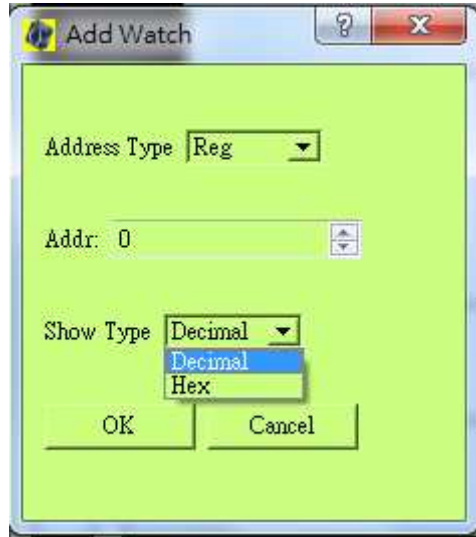 Add Watch
Address Type Reg
Addr: 0
Show Type Decimal
Decimal
Hex
OK Cancel